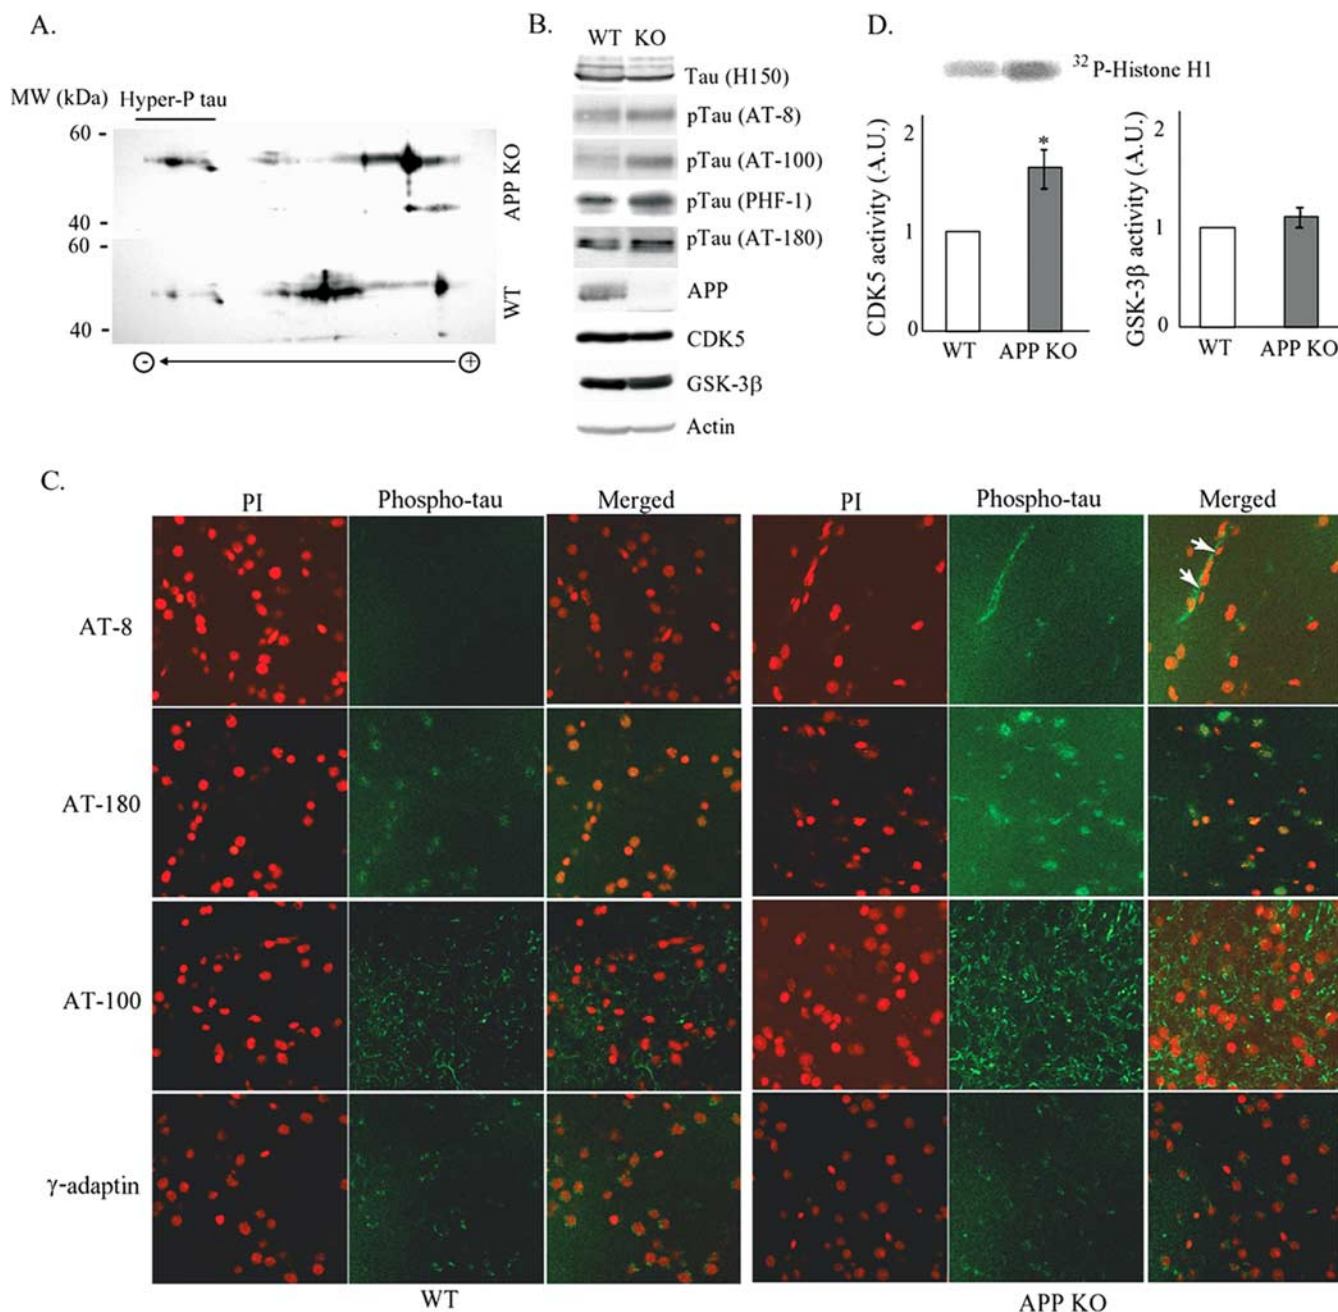 A.
MW (kDa)
Hyper-P tau
60 -
40 -
60
40 -
APP KO
WT
-
+
B.
WT KO
Tau (H150)
pTau (AT-8)
pTau (AT-100)
pTau (PHF-1)
pTau (AT-180)
APP
CDK5
GSK-3β
Actin
D.
32 P-Histone H1
CDK5 activity (A.U.)
2
1
0
*
WT APP KO
GSK-3β activity (A.U.)
2
1
0
WT APP KO
C.
PI Phospho-tau Merged PI Phospho-tau Merged
AT-8
AT-180
AT-100
γ-adaptin
WT APP KO